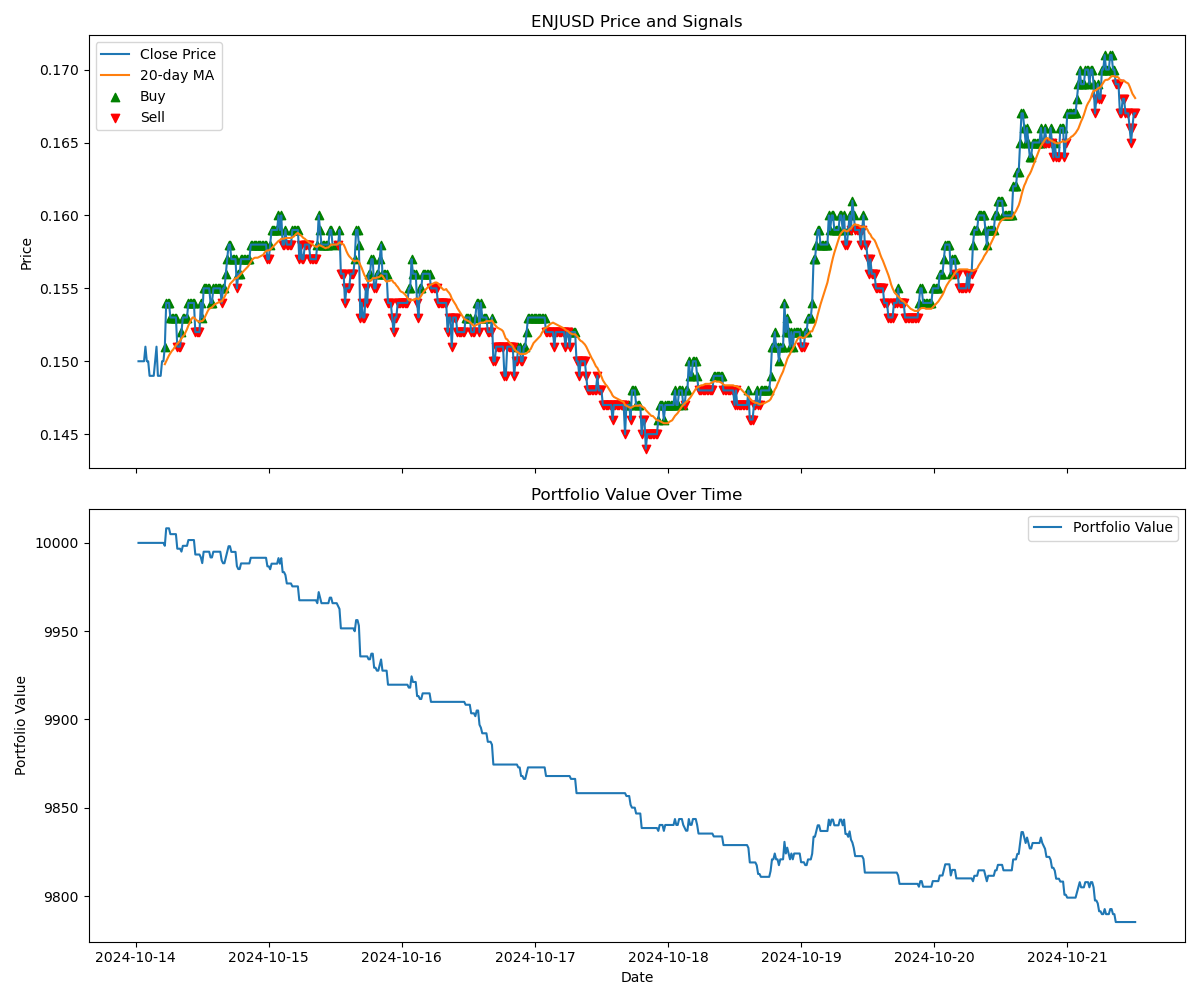 ENJUSD Price and Signals
Close Price
20-day MA
Buy
Sell
0.170
0.165
0.160
0.155
0.150
0.145
Price
Portfolio Value Over Time
Portfolio Value
10000
9950
9900
9850
9800
Portfolio Value
2024-10-14 2024-10-15 2024-10-16 2024-10-17 2024-10-18 2024-10-19 2024-10-20 2024-10-21
Date